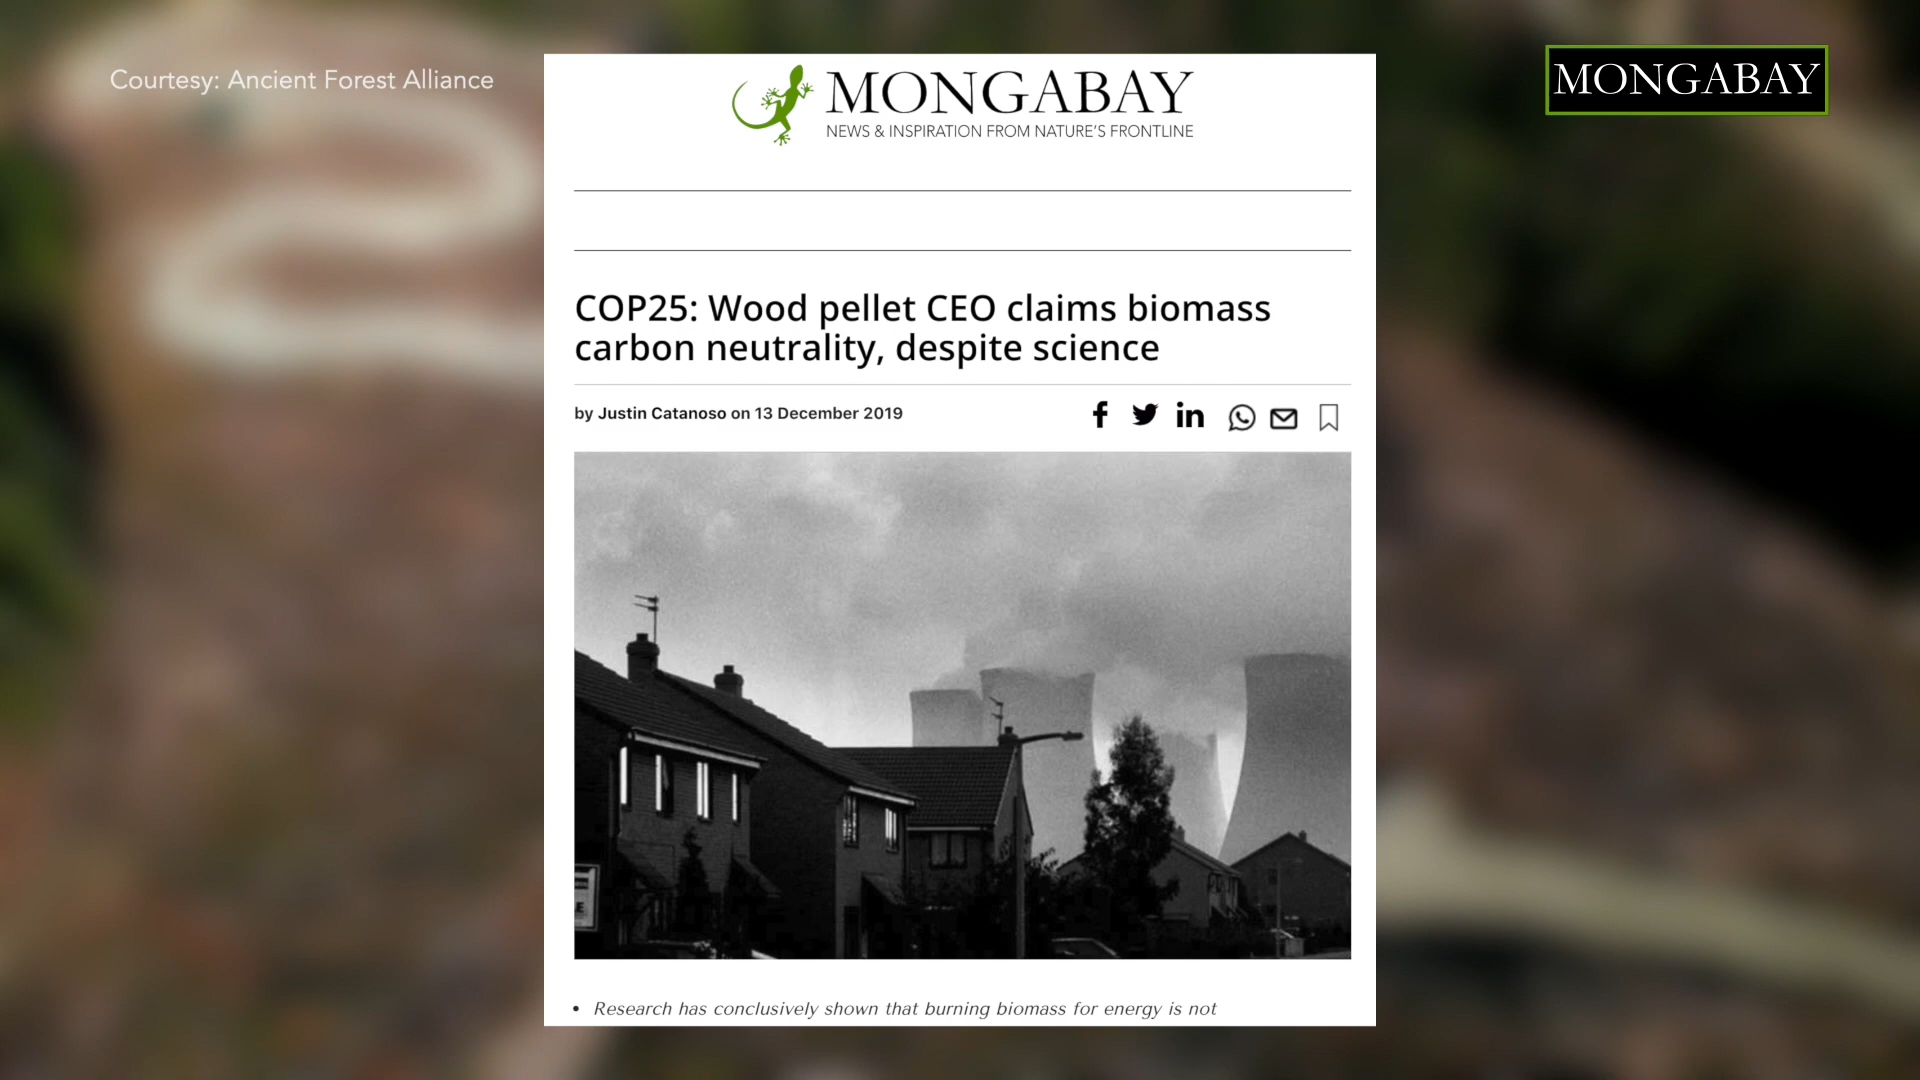 Courtesy: Ancient Forest Alliance
MONGABAY
MONGABAY
NEWS & INSPIRATION FROM NATURE'S FRONTLINE
COP25: Wood pellet CEO claims biomass
carbon neutrality, despite science
by Justin Catanoso on 13 December 2019
• Research has conclusively shown that burning biomass for energy is not